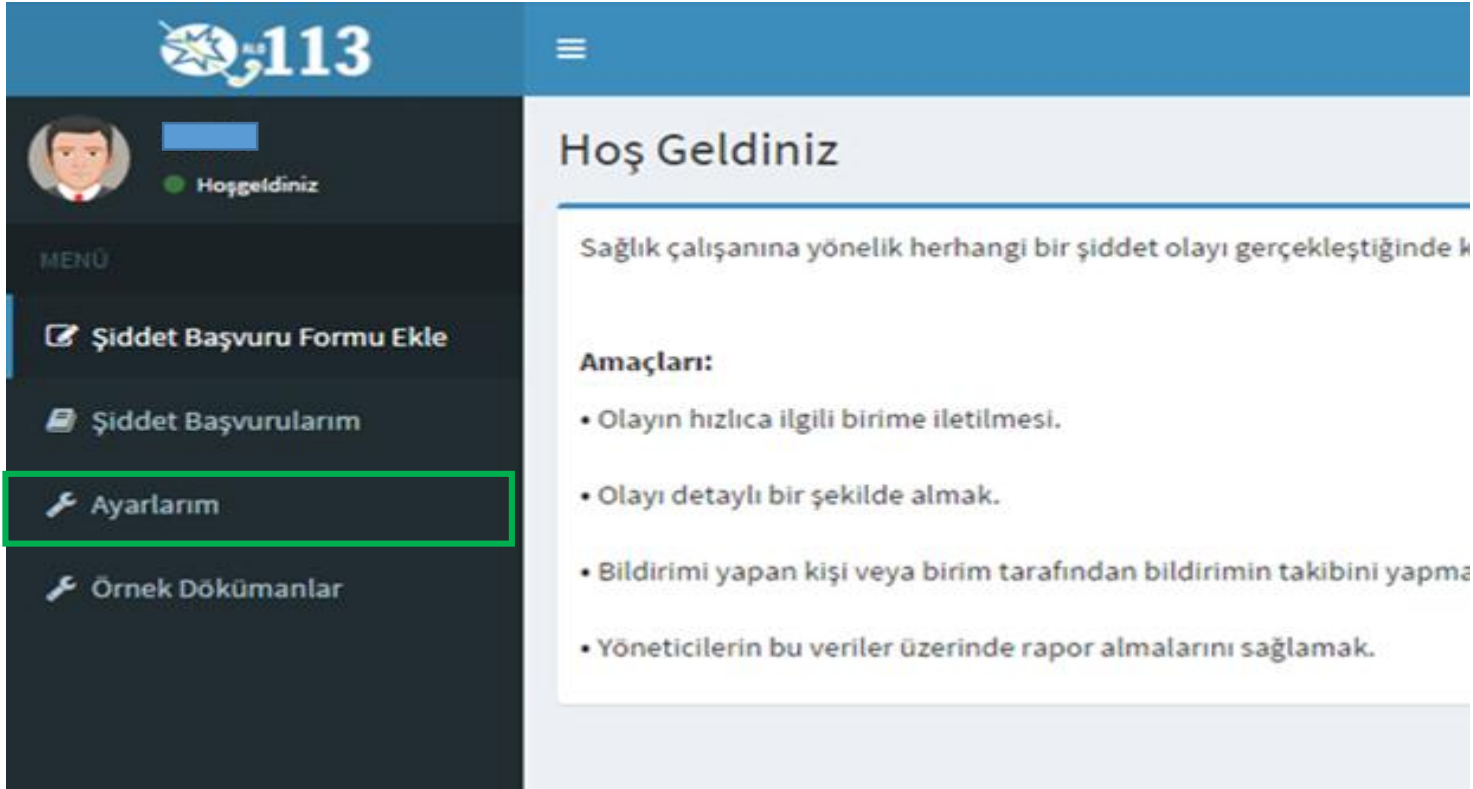 ALO 113
Hoşgeldiniz
MENÜ
Şiddet Başvuru Formu Ekle
Şiddet Başvurularım
Ayarlarım
Örnek Dökümanlar
Hoş Geldiniz
Sağlık çalışanına yönelik herhangi bir şiddet olayı gerçekleştiğinde
Amaçları:
• Olayın hızlıca ilgili birime iletilmesi.
• Olayı detaylı bir şekilde almak.
• Bildirimi yapan kişi veya birim tarafından bildirimin takibini
• Yöneticilerin bu veriler üzerinde rapor almalarını sağlamak.